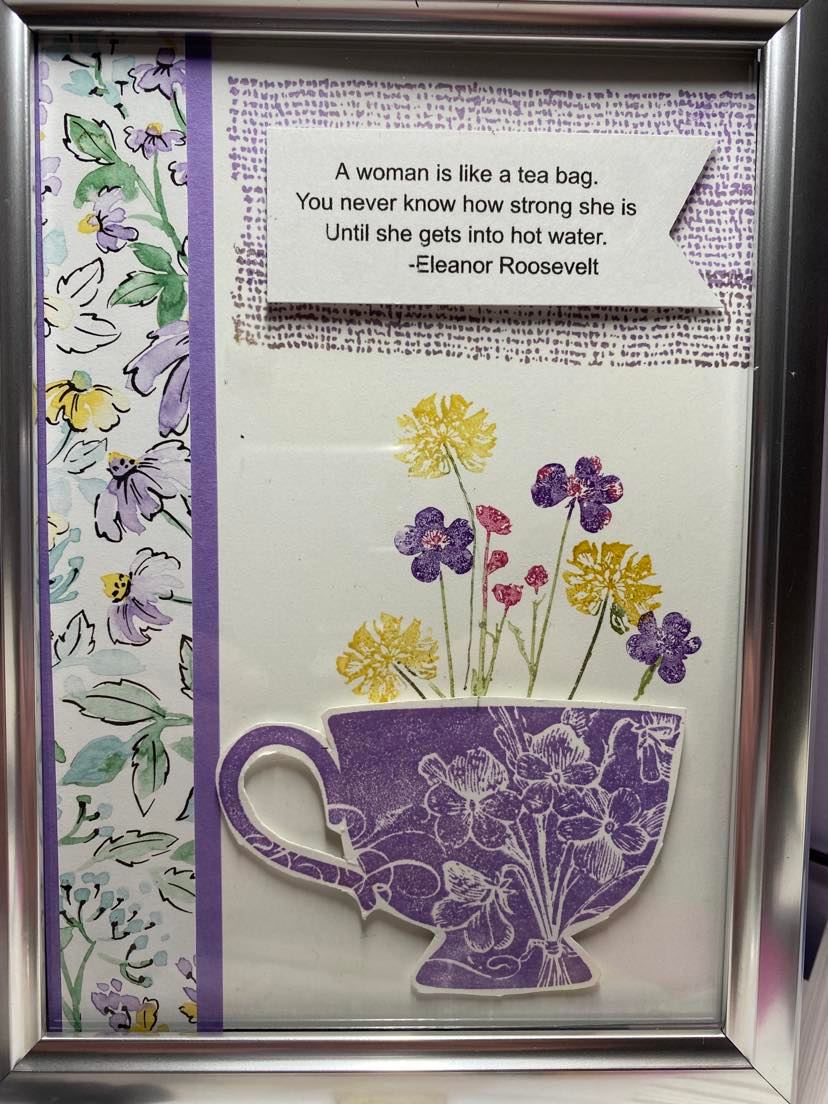 A woman is like a tea bag.
You never know how strong she is
Until she gets into hot water.
-Eleanor Roosevelt